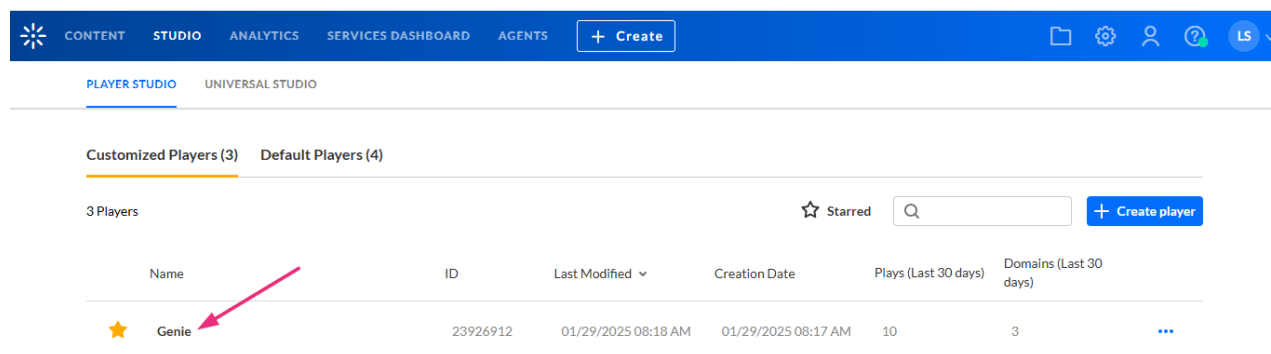 CONTENT STUDIO ANALYTICS SERVICES DASHBOARD AGENTS + Create LS
PLAYER STUDIO UNIVERSAL STUDIO
Customized Players (3) Default Players (4)
3 Players Starred + Create player
Name ID Last Modified Creation Date Plays (Last 30 days) Domains (Last 30
days)
Genie 23926912 01/29/2025 08:18 AM 01/29/2025 08:17 AM 10 3